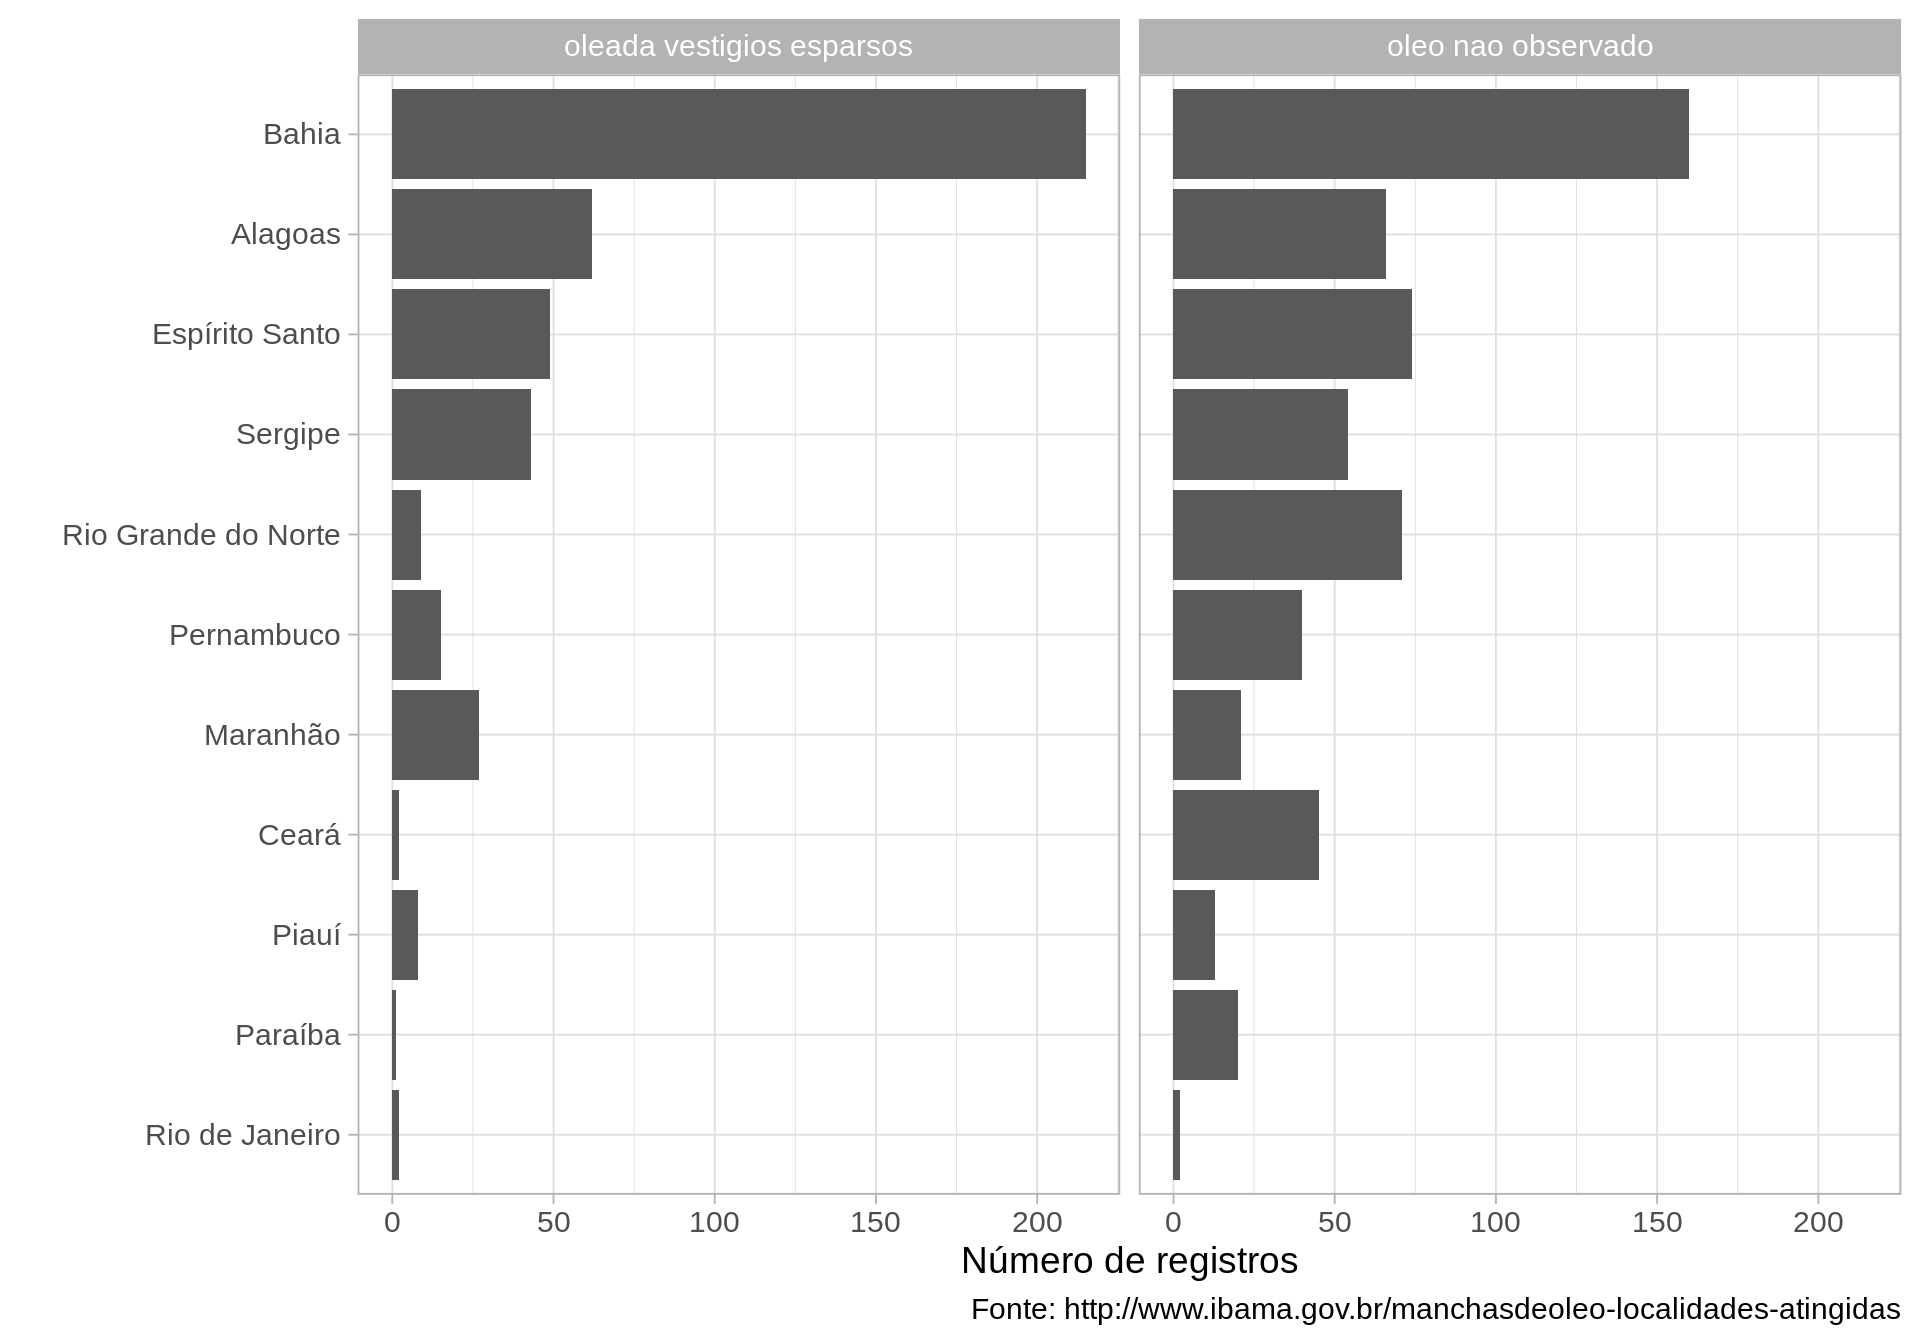 oleada vestigios esparsos
oleo nao observado
Bahia
Alagoas
Espírito Santo
Sergipe
Rio Grande do Norte
Pernambuco
Maranhão
Ceará
Piauí
Paraíba
Rio de Janeiro
0 50 100 150 200
0 50 100 150 200
Número de registros
Fonte: http://www.ibama.gov.br/manchasdeoleo-localidades-atingidas